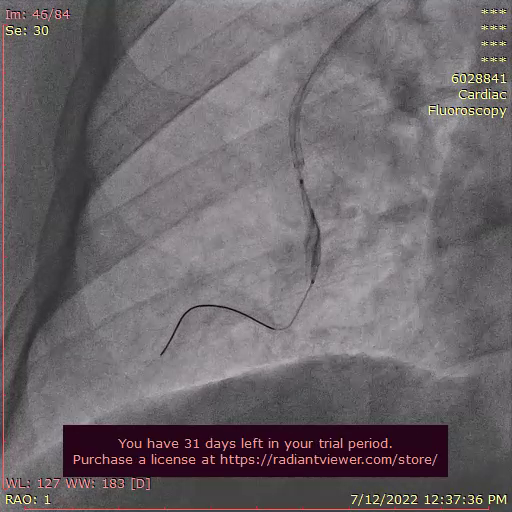 Im: 46/84
Se: 30
***
***
***
***
6028841
Cardiac
Fluoroscopy
You have 31 days left in your trial period.
Purchase a license at https://radiantviewer.com/store/
WL: 127 WW: 183 [D]
RAO: 1
7/12/2022 12:37:36 PM